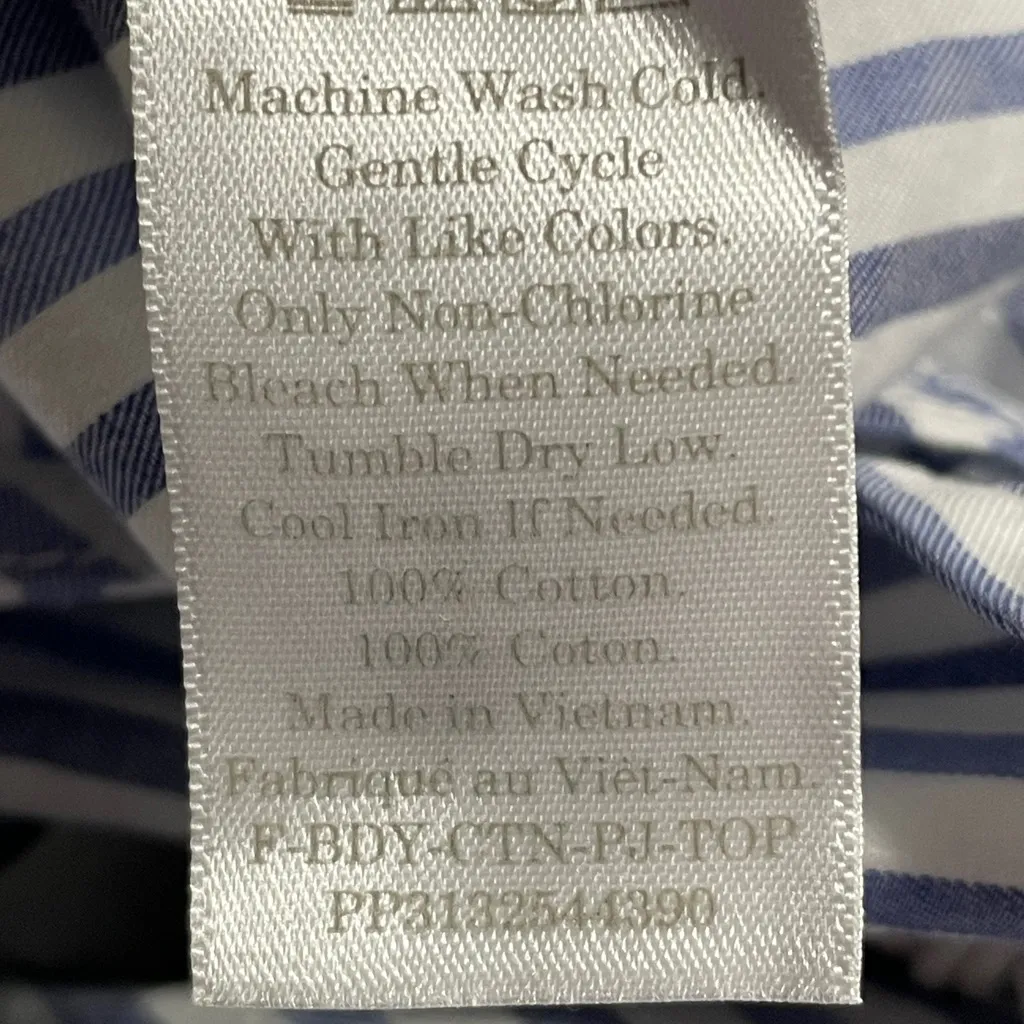 Machine Wash Cold.
Gentle Cycle
With Like Colors.
Only Non-Chlorine
Bleach When Needed.
Tumble Dry Low.
Cool Iron If Needed.
100% Cotton.
100% Coton.
Made in Vietnam.
Fabriqué au Viêt-Nam.
F-BDY-CTN-PJ-TOP
PP3132544390